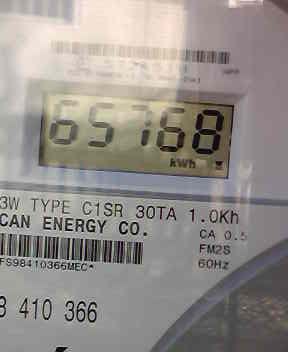 65768
kWh
3W TYPE C1SR 30TA 1.0Kh
CAN ENERGY CO.
CA 0.5
FM2S
FS98410366MEC*
60Hz
8 410 366